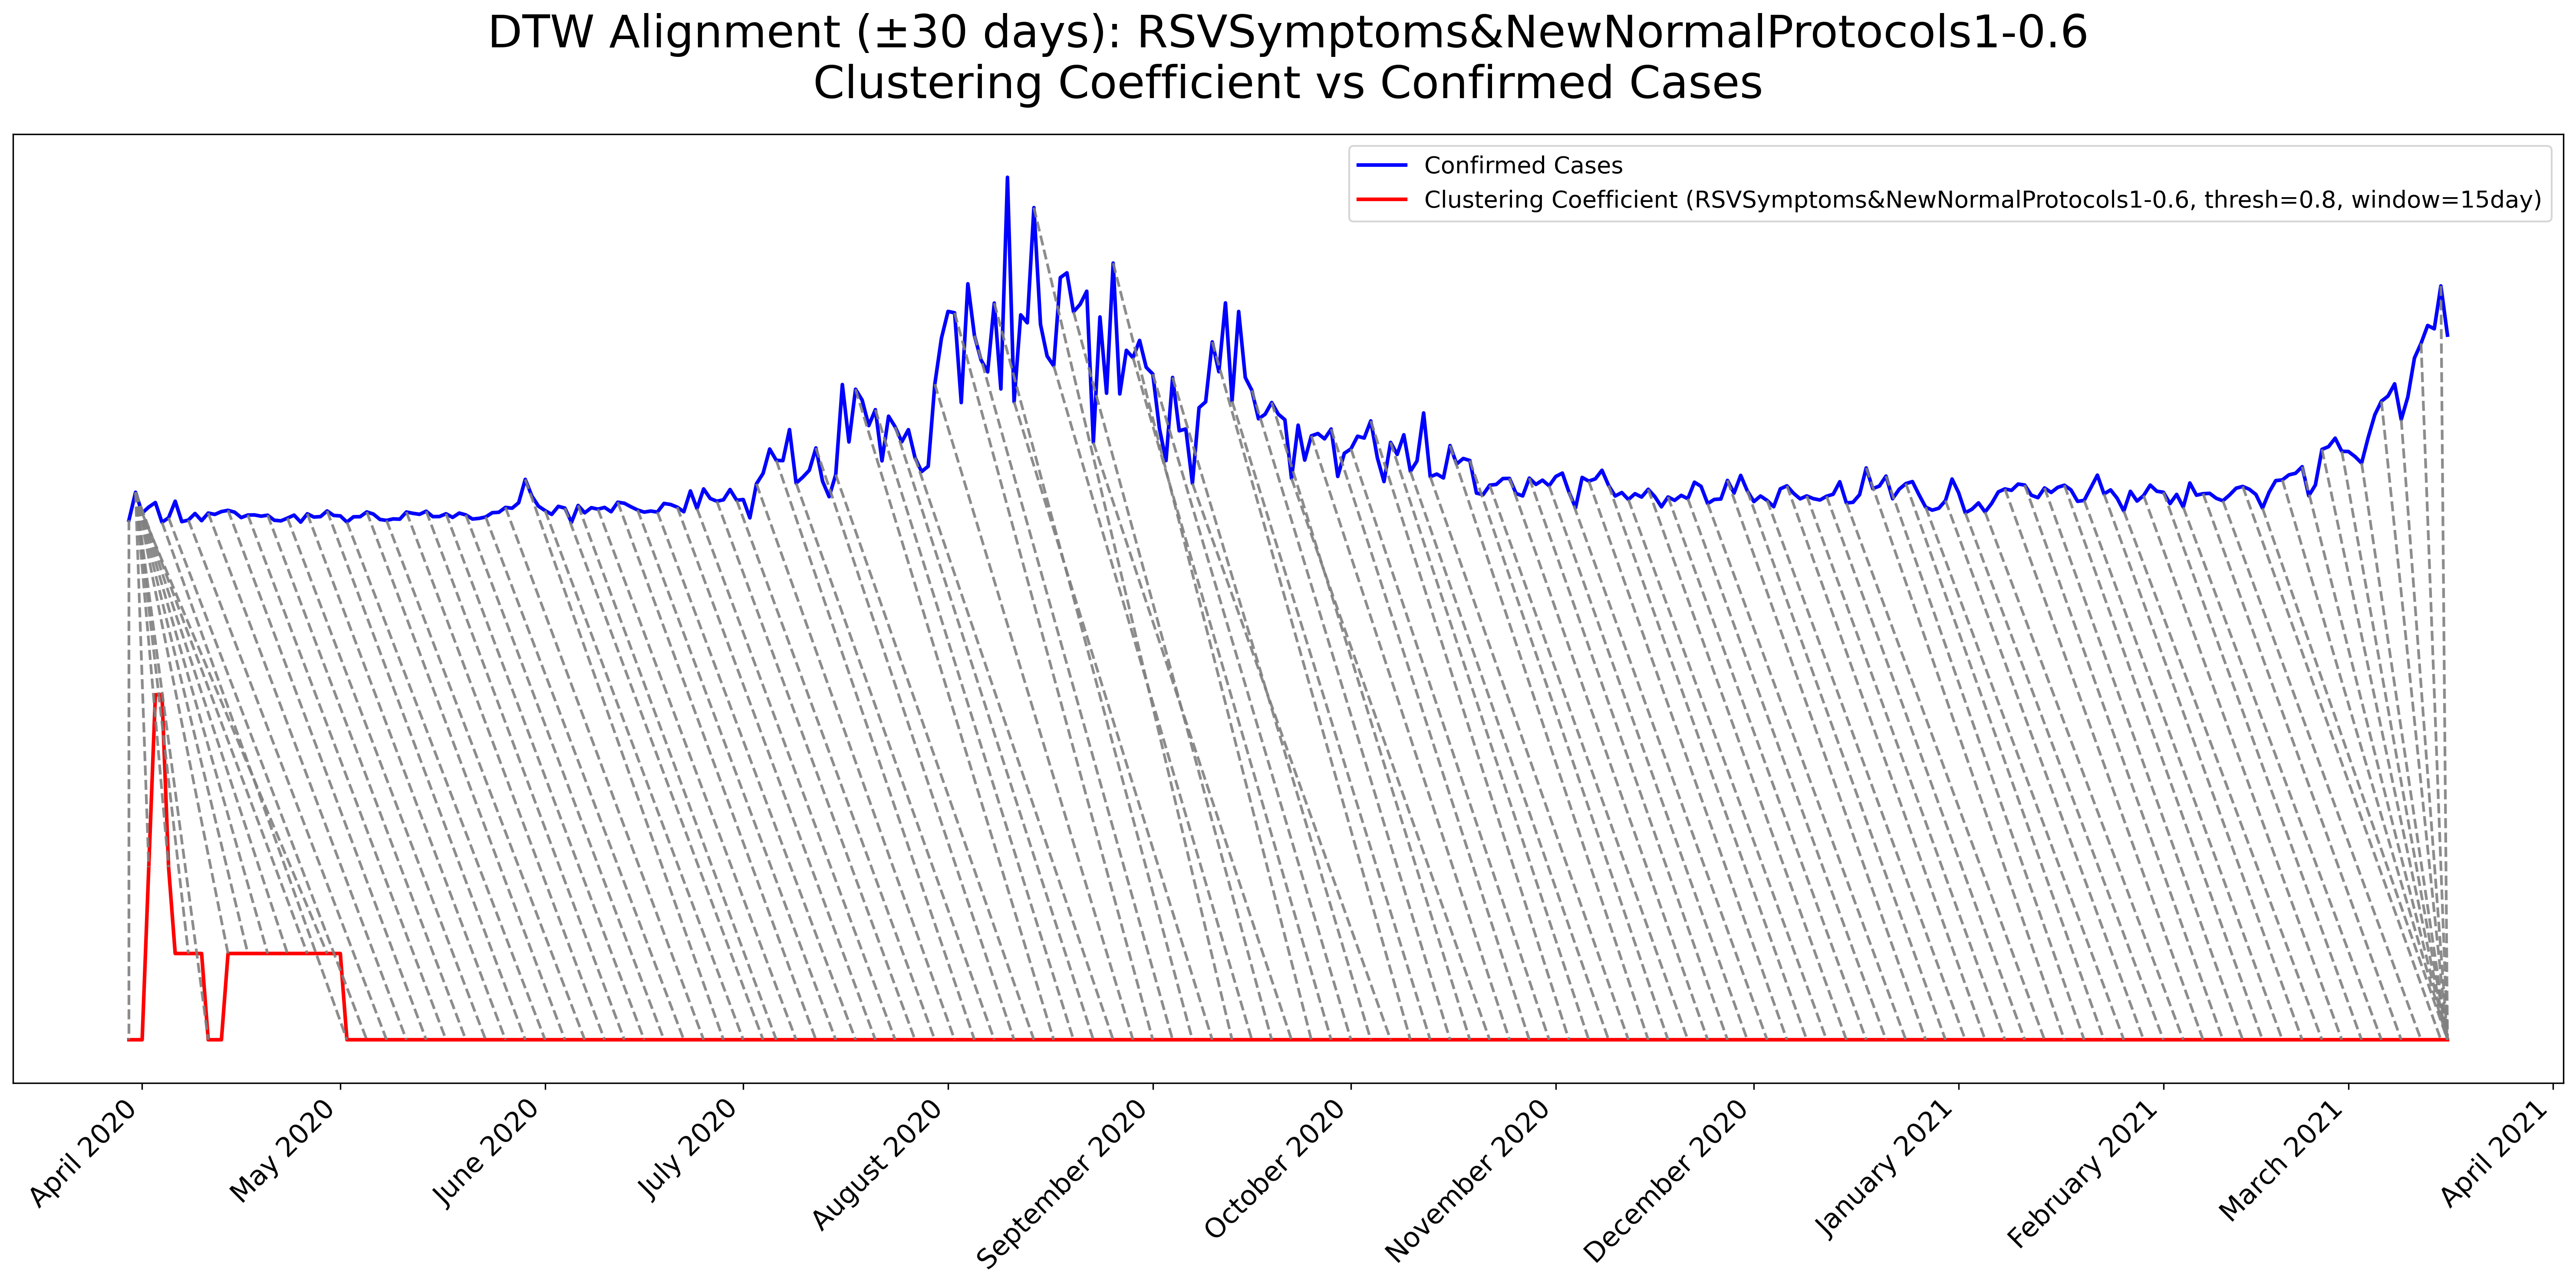 DTW Alignment (±30 days): RSVSymptoms&NewNormalProtocols1-0.6
Clustering Coefficient vs Confirmed Cases
Confirmed Cases
Clustering Coefficient (RSVSymptoms&NewNormalProtocols1-0.6, thresh=0.8, window=15day)
April 2020
May 2020
June 2020
July 2020
August 2020
September 2020
October 2020
November 2020
December 2020
January 2021
February 2021
March 2021
April 2021